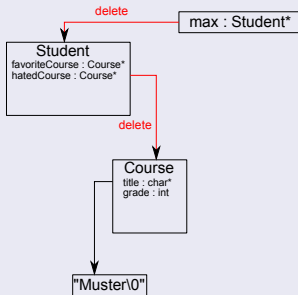 delete
max : Student*
Student
favoriteCourse : Course*
hatedCourse : Course*
delete
Course
title : char*
grade : int
"Muster\0"